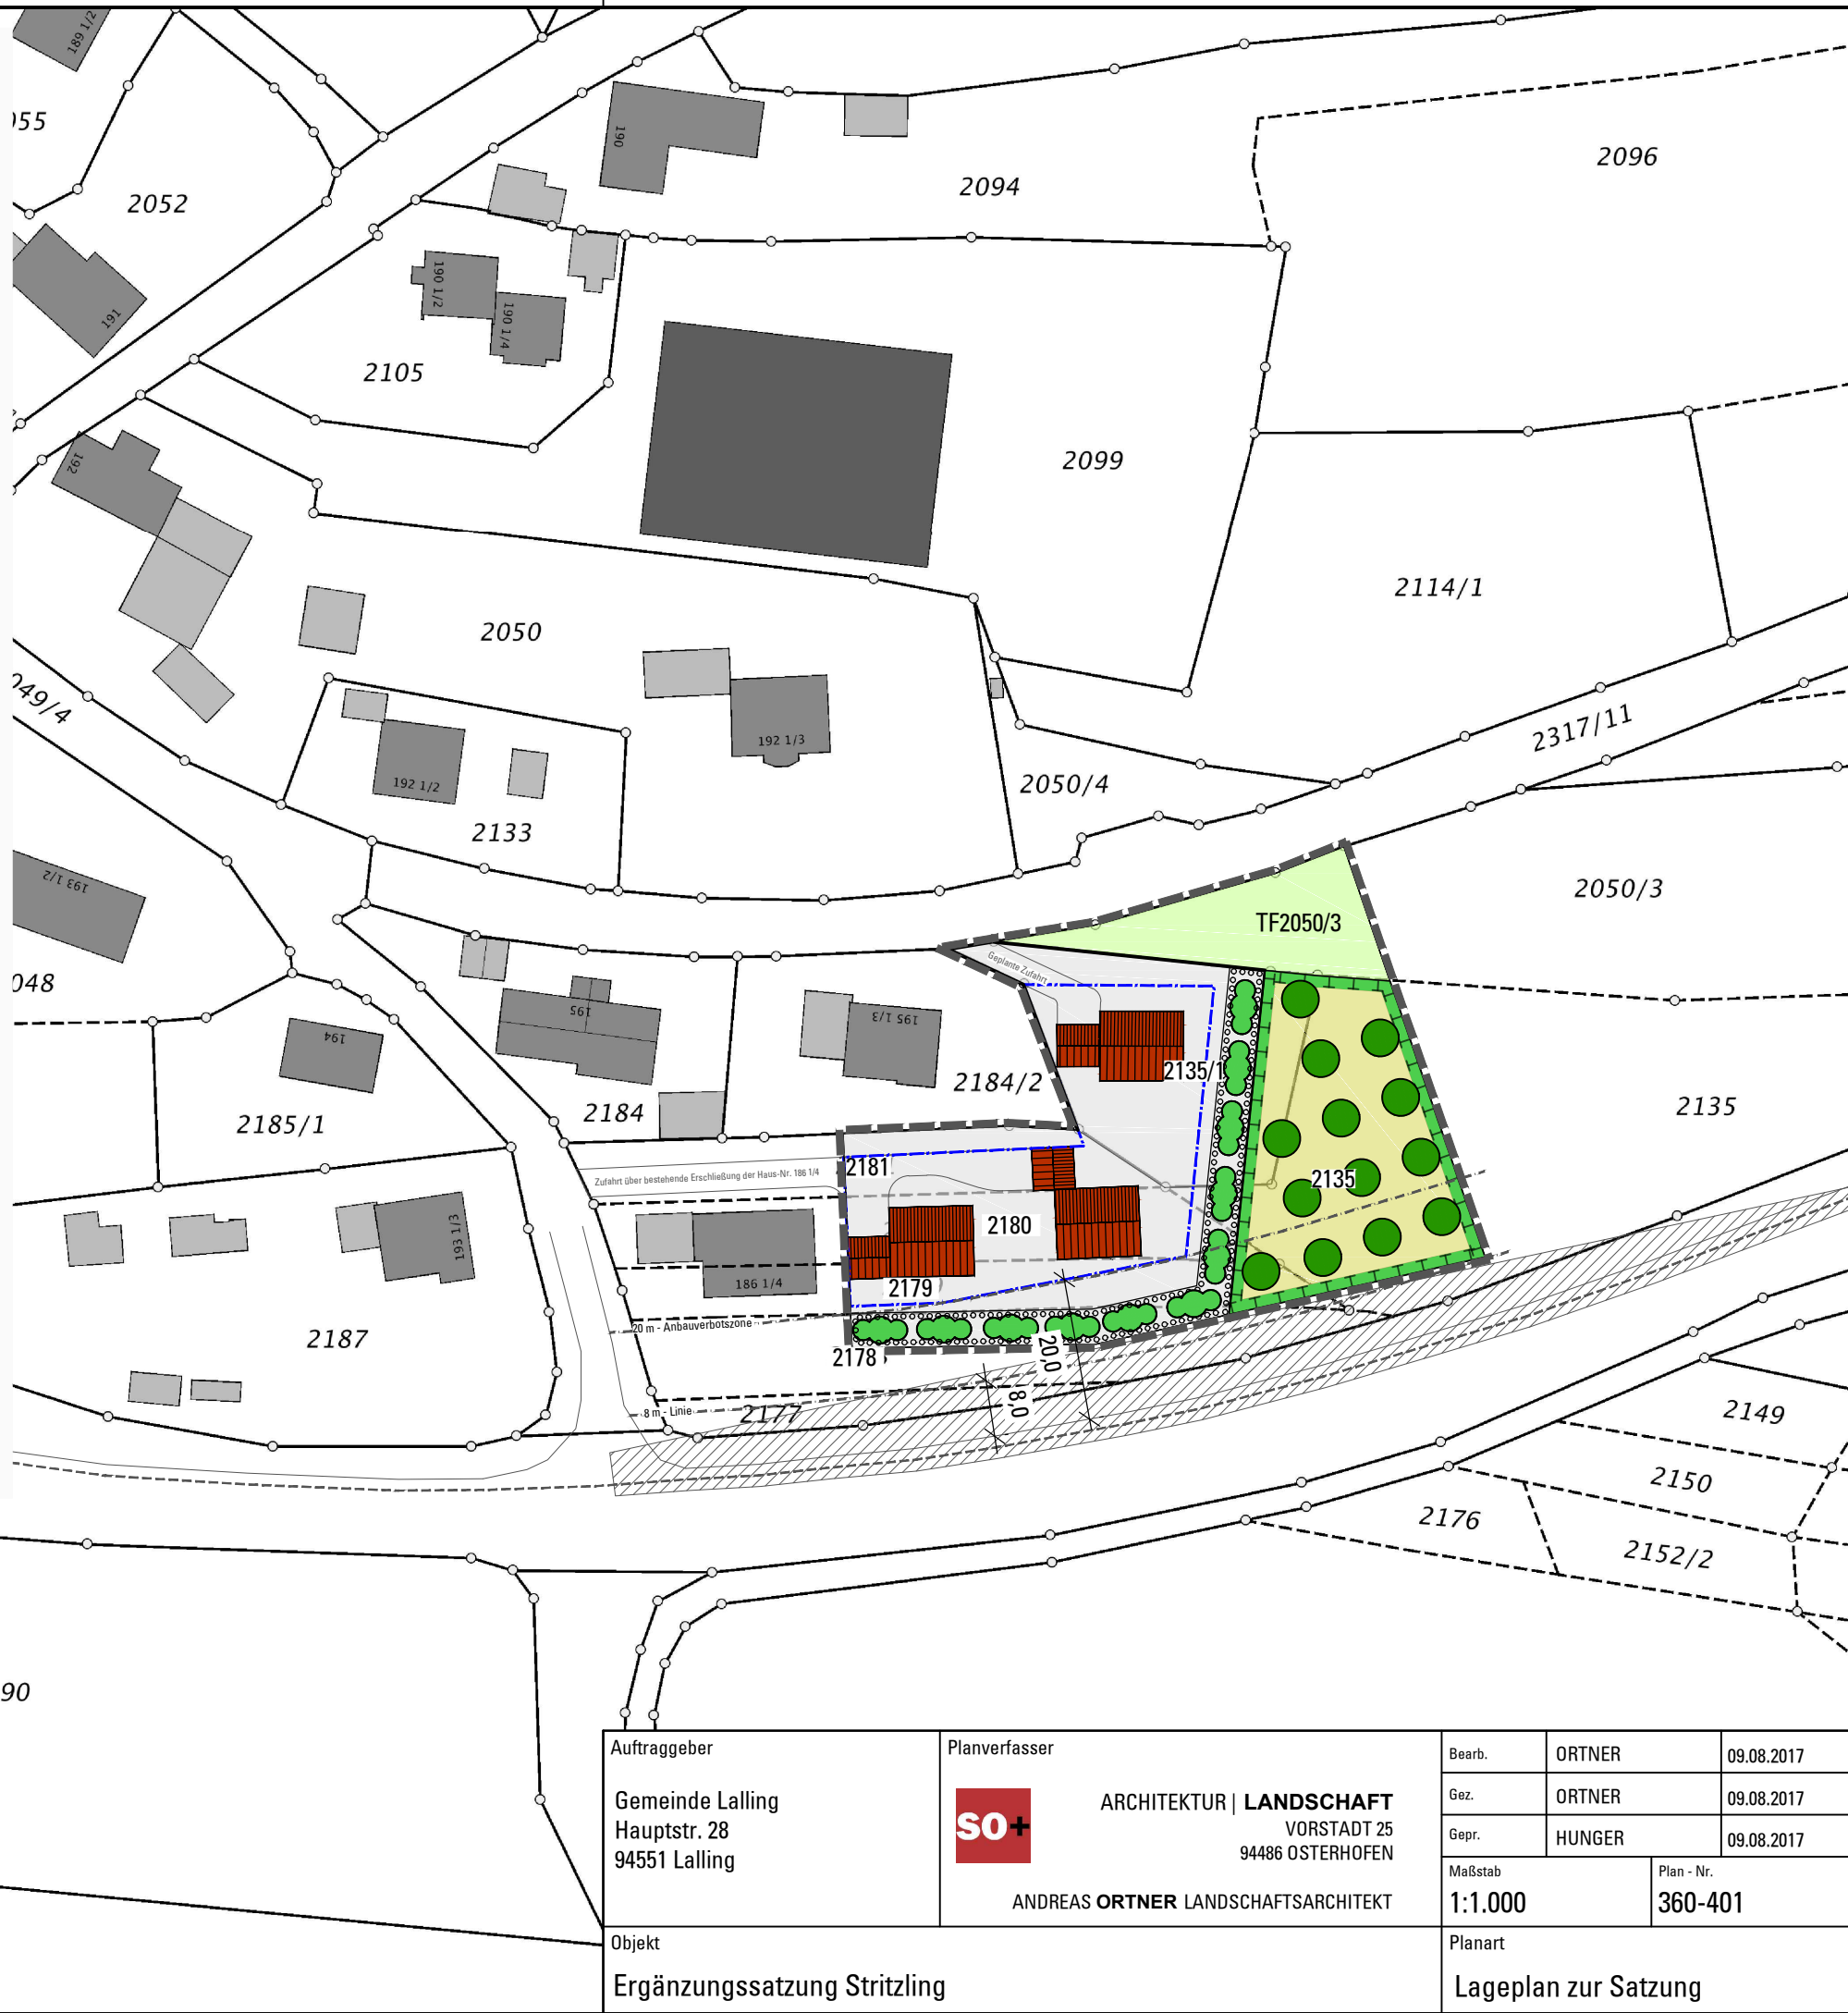 189 1/2
055
2052
190
2094
2096
191
190 1/2
190 1/4
2105
2099
192
2114/1
2050
049/4
192 1/3
2317/11
192 1/2
2050/4
2133
193 1/2
2050/3
TF2050/3
048
Geplante Zufahrt
195
195 1/3
194
2135/1
2184/2
2184
2185/1
2135
2181
Zufahrt über bestehende Erschließung der Haus-Nr. 186 1/4
2135
2180
193 1/3
186 1/4
2179
20 m - Anbauverbotszone
2187
2178
20,0
8,0
8 m - Linie
2177
2149
2150
2176
2152/2
90
Auftraggeber
Gemeinde Lalling
Hauptstr. 28
94551 Lalling
Planverfasser
so+
ARCHITEKTUR | LANDSCHAFT
VORSTADT 25
94486 OSTERHOFEN
ANDREAS ORTNER LANDSCHAFTSARCHITEKT
Bearb. ORTNER 09.08.2017
Gez. ORTNER 09.08.2017
Gepr. HUNGER 09.08.2017
Maßstab
1:1.000
Plan - Nr.
360-401
Objekt
Ergänzungssatzung Stritzling
Planart
Lageplan zur Satzung